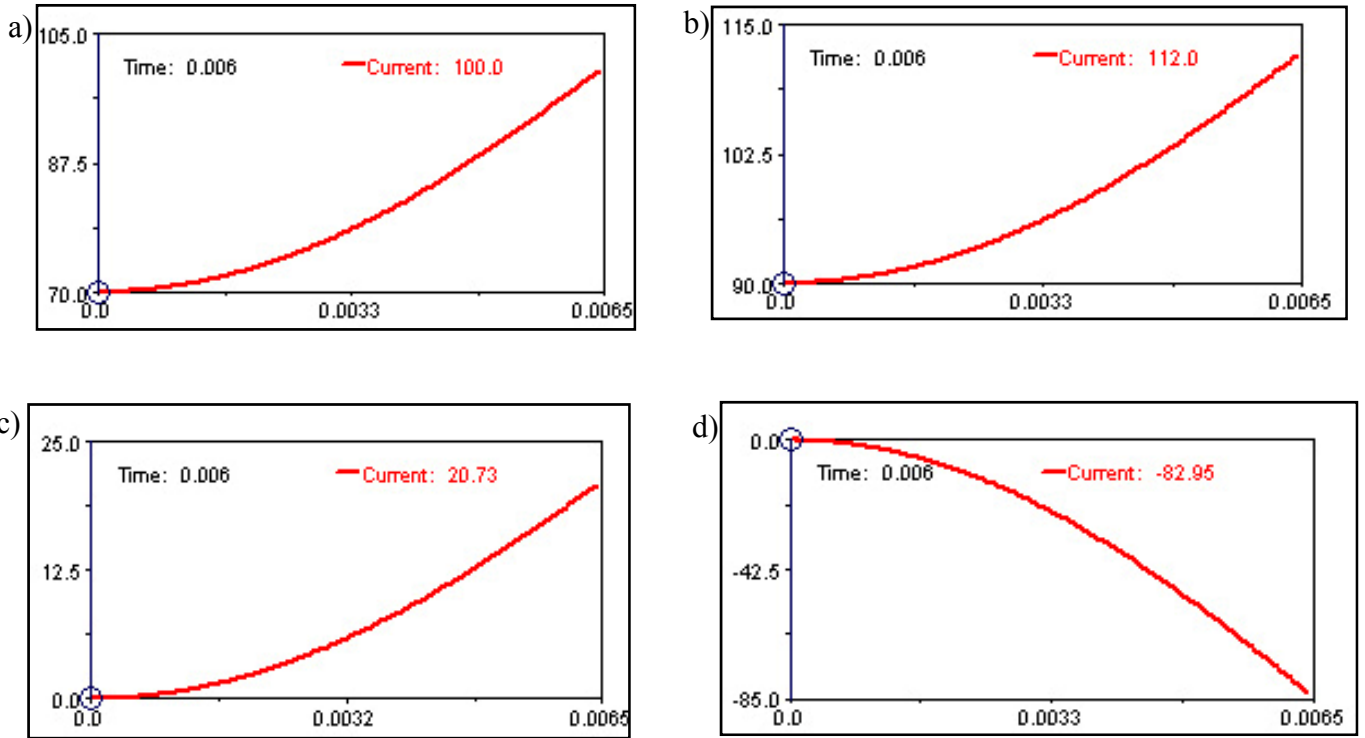 a)
105.0
Time: 0.006 Current: 100.0
87.5
70.0
0.0 0.0033 0.0065
b)
115.0
Time: 0.006 Current: 112.0
102.5
90.0
0.0 0.0033 0.0065
c)
25.0
Time: 0.006 Current: 20.73
12.5
0.0
0.0 0.0032 0.0065
d)
0.0
Time: 0.006 Current: -82.95
-42.5
-85.0
0.0 0.0033 0.0065